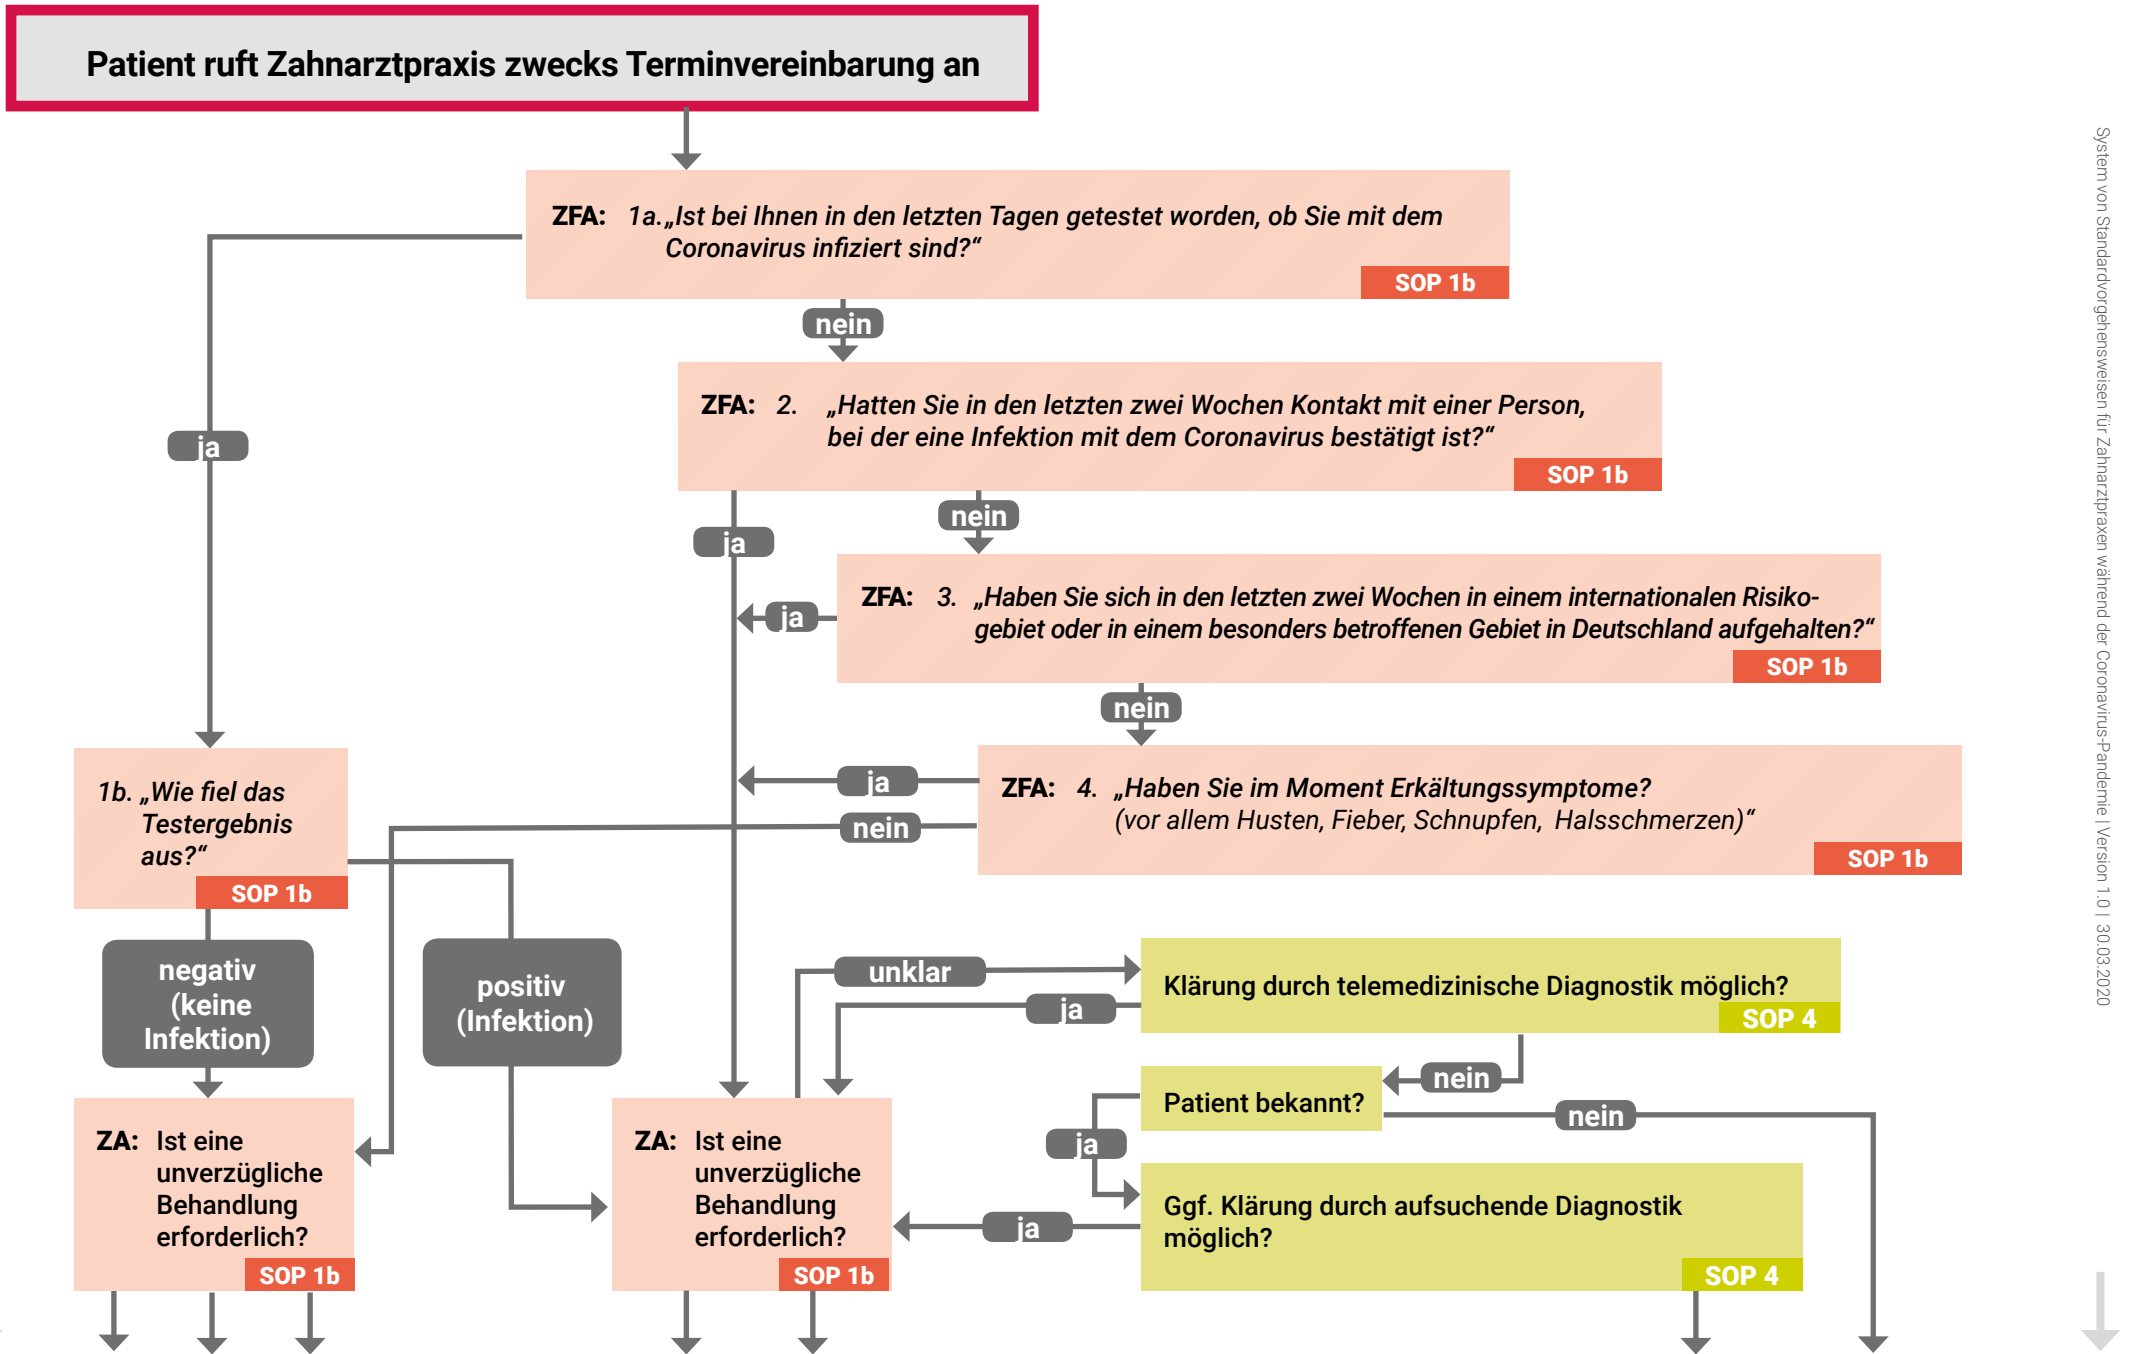 Patient ruft Zahnarztpraxis zwecks Terminvereinbarung an
ZFA: 1a. „Ist bei Ihnen in den letzten Tagen getestet worden, ob Sie mit dem
Coronavirus infiziert sind?“
SOP 1b
nein
ja
ZFA: 2. „Hatten Sie in den letzten zwei Wochen Kontakt mit einer Person,
bei der eine Infektion mit dem Coronavirus bestätigt ist?“
SOP 1b
ja
nein
ZFA: 3. „Haben Sie sich in den letzten zwei Wochen in einem internationalen Risiko-
gebiet oder in einem besonders betroffenen Gebiet in Deutschland aufgehalten?“
SOP 1b
ja
nein
ZFA: 4. „Haben Sie im Moment Erkältungssymptome?
(vor allem Husten, Fieber, Schnupfen, Halsschmerzen)“
SOP 1b
ja
nein
1b. „Wie fiel das
Testergebnis
aus?“
SOP 1b
negativ
(keine
Infektion)
positiv
(Infektion)
unklar
Klärung durch telemedizinische Diagnostik möglich?
SOP 4
ja
nein
Patient bekannt?
nein
ja
Ggf. Klärung durch aufsuchende Diagnostik
möglich?
SOP 4
ja
ZA: Ist eine
unverzügliche
Behandlung
erforderlich?
SOP 1b
ZA: Ist eine
unverzügliche
Behandlung
erforderlich?
SOP 1b
System von Standardvorgehensweisen für Zahnarztpraxen während der Coronavirus-Pandemie | Version 1.0 | 30.03.2020